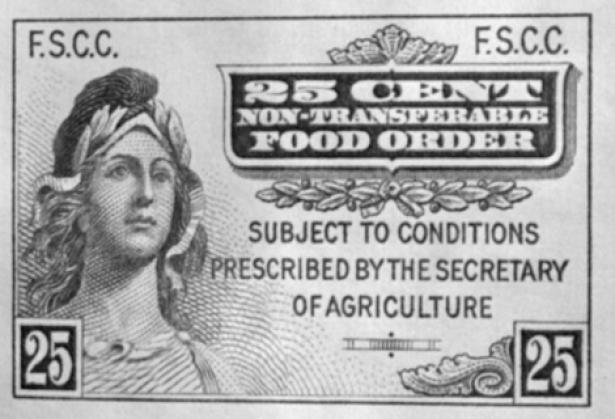 F.S.C.C. F.S.C.C.
25 CENT
NON-TRANSFERABLE
FOOD ORDER
SUBJECT TO CONDITIONS
PRESCRIBED BY THE SECRETARY
OF AGRICULTURE
25 25